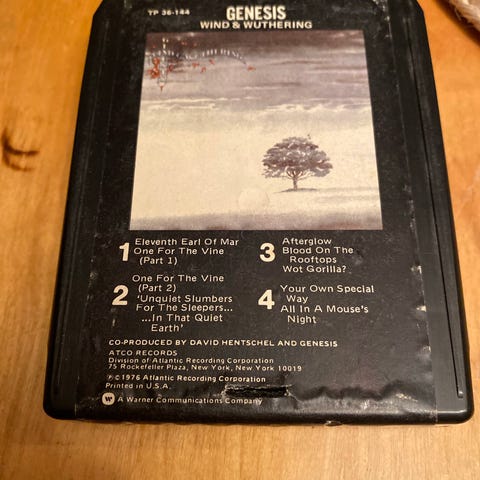 TP 36-144
GENESIS
WIND & WUTHERING
1 Eleventh Earl Of Mar
One For The Vine
(Part 1)
2 One For The Vine
(Part 2)
'Unquiet Slumbers
For The Sleepers...
...In That Quiet
Earth'
3 Afterglow
Blood On The
Rooftops
Wot Gorilla?
4 Your Own Special
Way
All In A Mouse's
Night
CO-PRODUCED BY DAVID HENTSCHEL AND GENESIS
ATCO RECORDS
Division of Atlantic Recording Corporation
75 Rockefeller Plaza, New York, New York 10019
℗©1976 Atlantic Recording Corporation
Printed in U.S.A.
W A Warner Communications Company